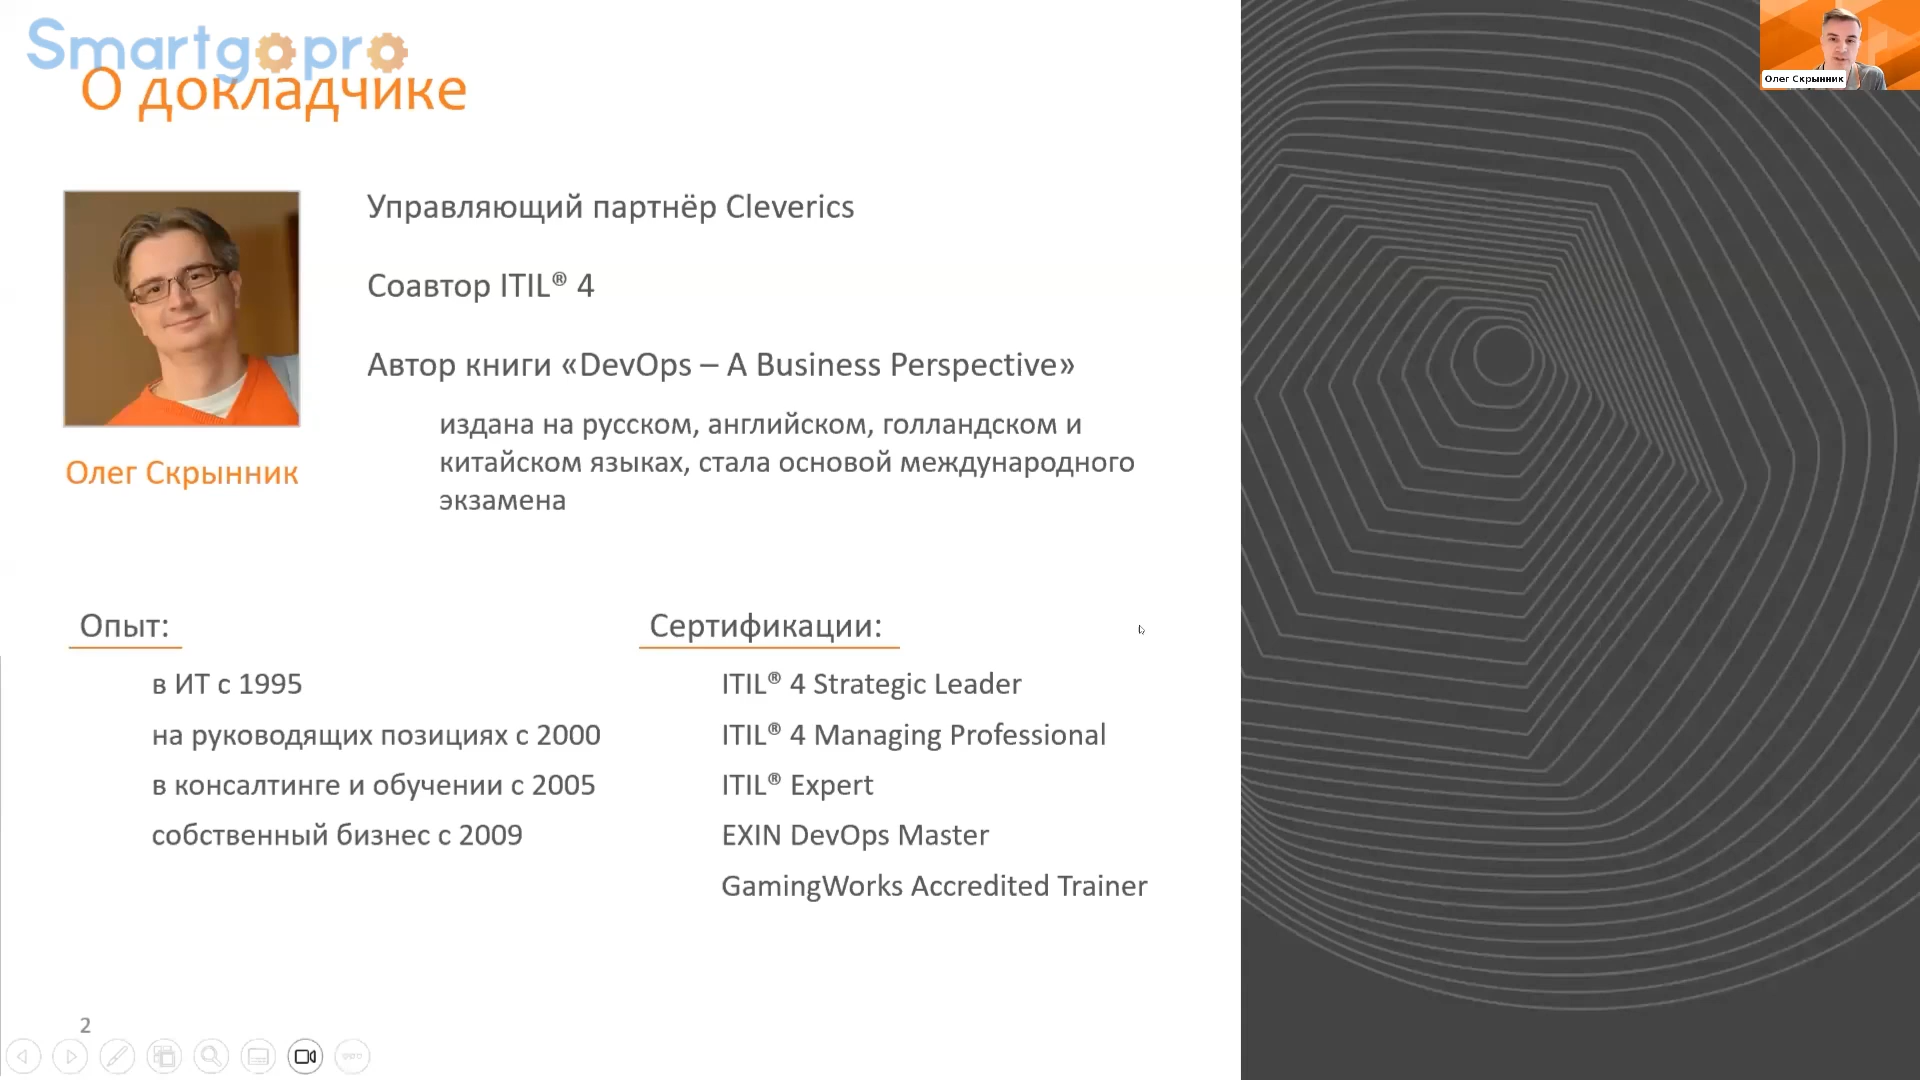 Smartgopro
О докладчике
Олег Скрынник
Управляющий партнёр Cleverics
Соавтор ITIL® 4
Автор книги «DevOps – A Business Perspective»
издана на русском, английском, голландском и
китайском языках, стала основой международного
экзамена
Олег Скрынник
Опыт:
в ИТ с 1995
на руководящих позициях с 2000
в консалтинге и обучении с 2005
собственный бизнес с 2009
Сертификации:
ITIL® 4 Strategic Leader
ITIL® 4 Managing Professional
ITIL® Expert
EXIN DevOps Master
GamingWorks Accredited Trainer
2